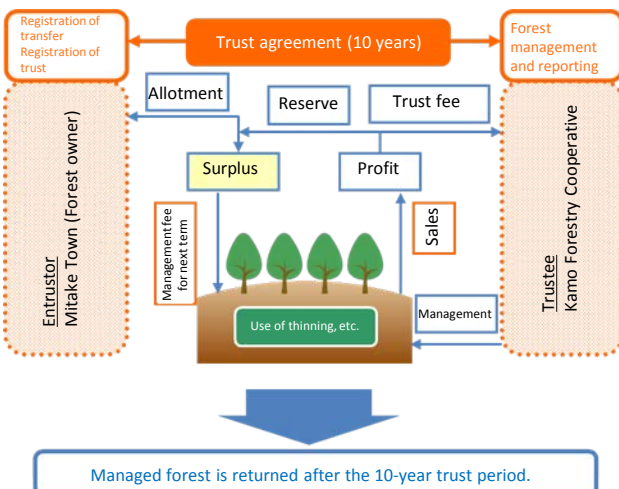 Registration of
transfer
Registration of
trust
Trust agreement (10 years)
Forest
management
and reporting
Allotment
Reserve
Trust fee
Surplus
Profit
Entrustor
Mitake Town (Forest owner)
Management fee
for next term
Sales
Trustee
Kamo Forestry Cooperative
Use of thinning, etc.
Management
Managed forest is returned after the 10-year trust period.